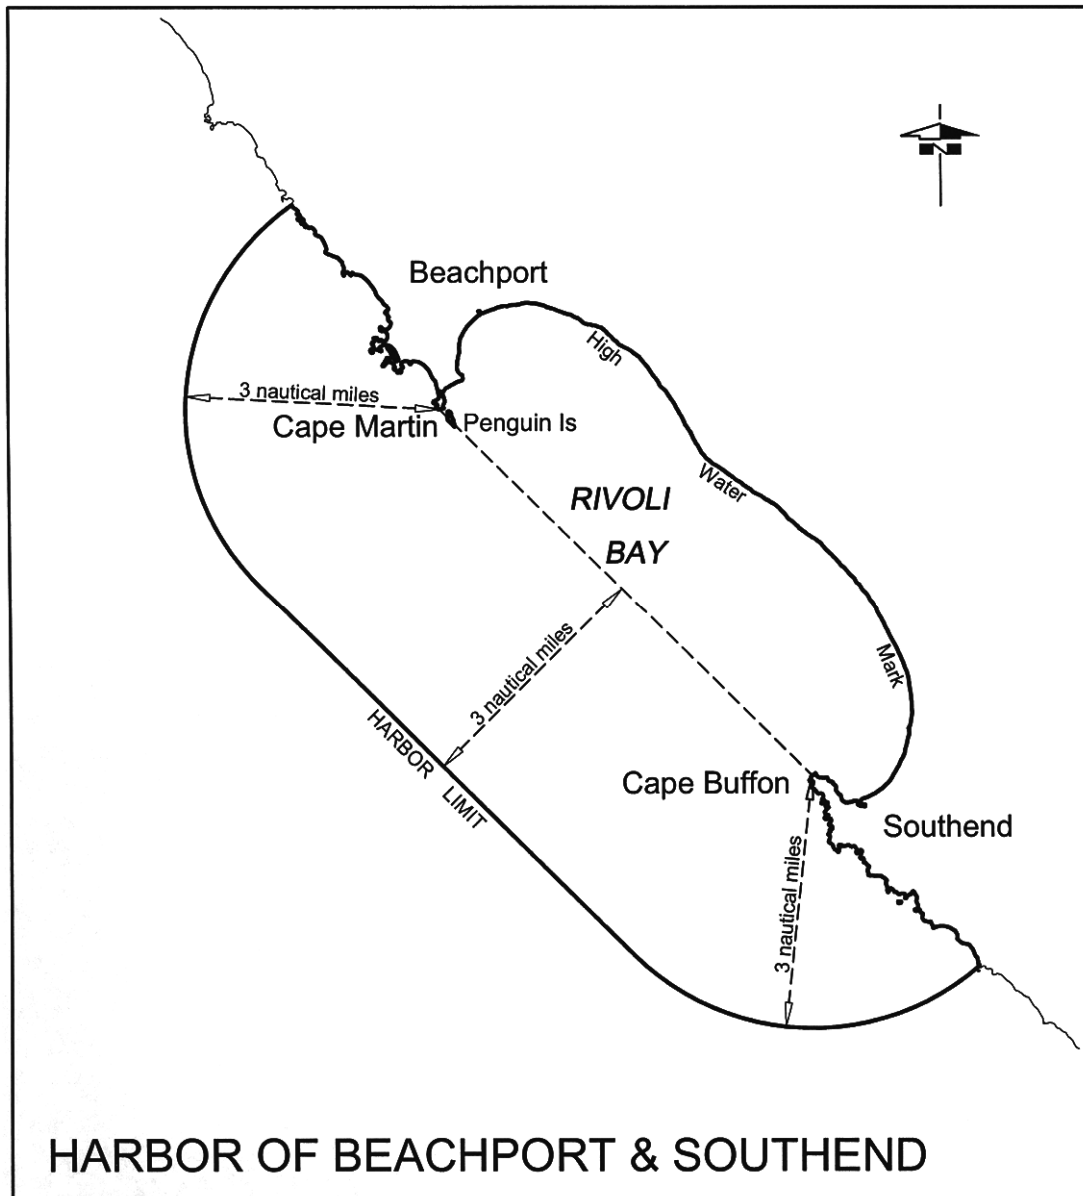 N
Beachport
High
3 nautical miles
Cape Martin
Penguin Is
Water
RIVOLI
BAY
3 nautical miles
Mark
HARBOR
LIMIT
Cape Buffon
Southend
3 nautical miles
HARBOR OF BEACHPORT & SOUTHEND